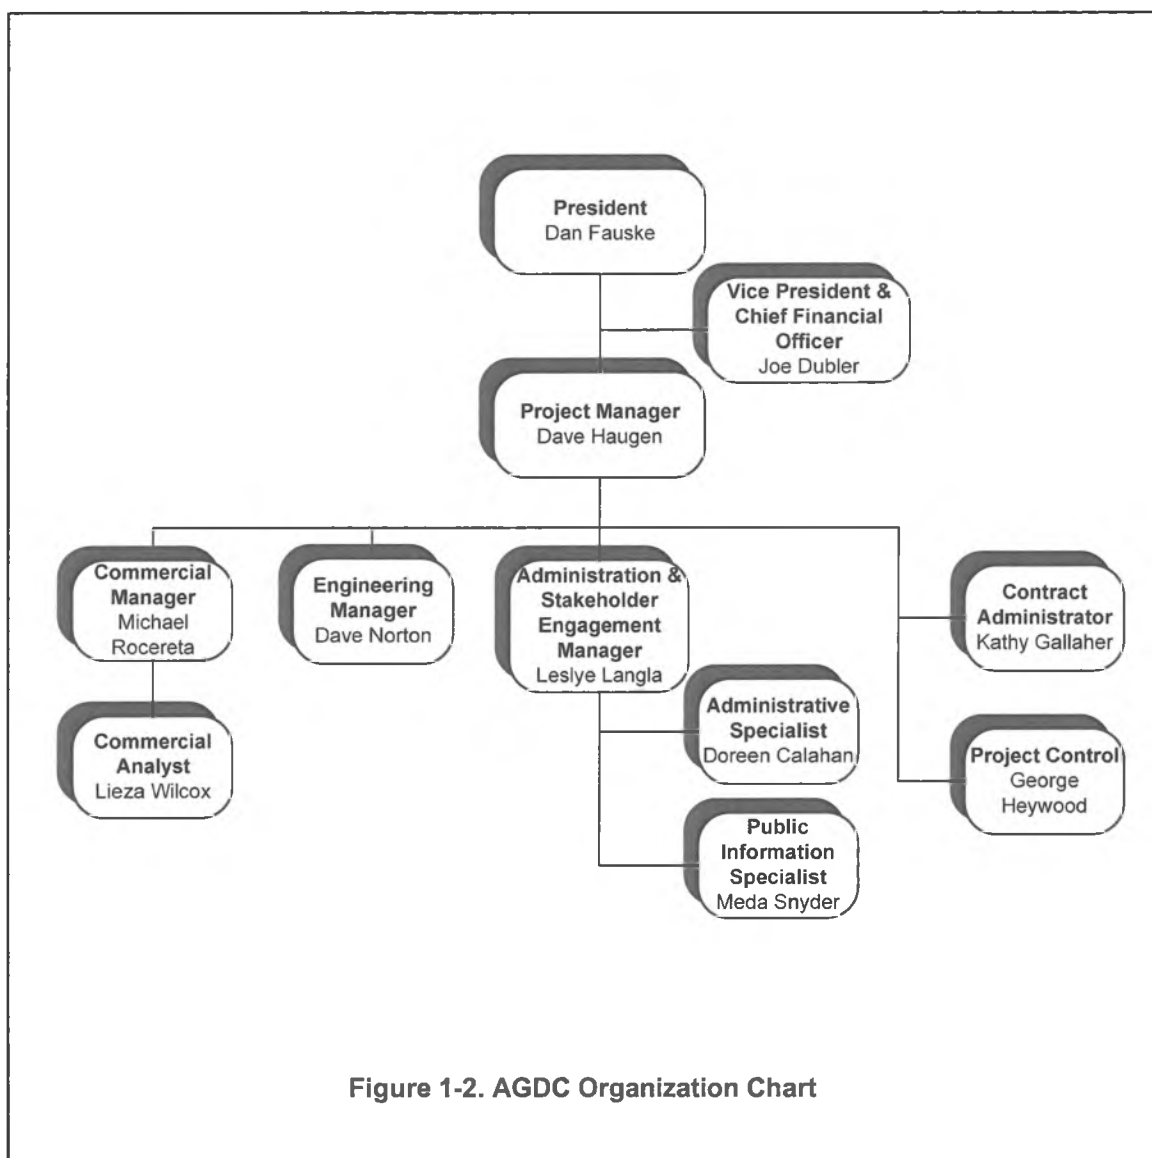 President
Dan Fauske
Vice President &
Chief Financial
Officer
Joe Dubler
Project Manager
Dave Haugen
Commercial
Manager
Michael
Rocereta
Engineering
Manager
Dave Norton
Administration &
Stakeholder
Engagement
Manager
Leslye Langla
Contract
Administrator
Kathy Gallaher
Commercial
Analyst
Lieza Wilcox
Administrative
Specialist
Doreen Calahan
Project Control
George
Heywood
Public
Information
Specialist
Meda Snyder
Figure 1-2. AGDC Organization Chart